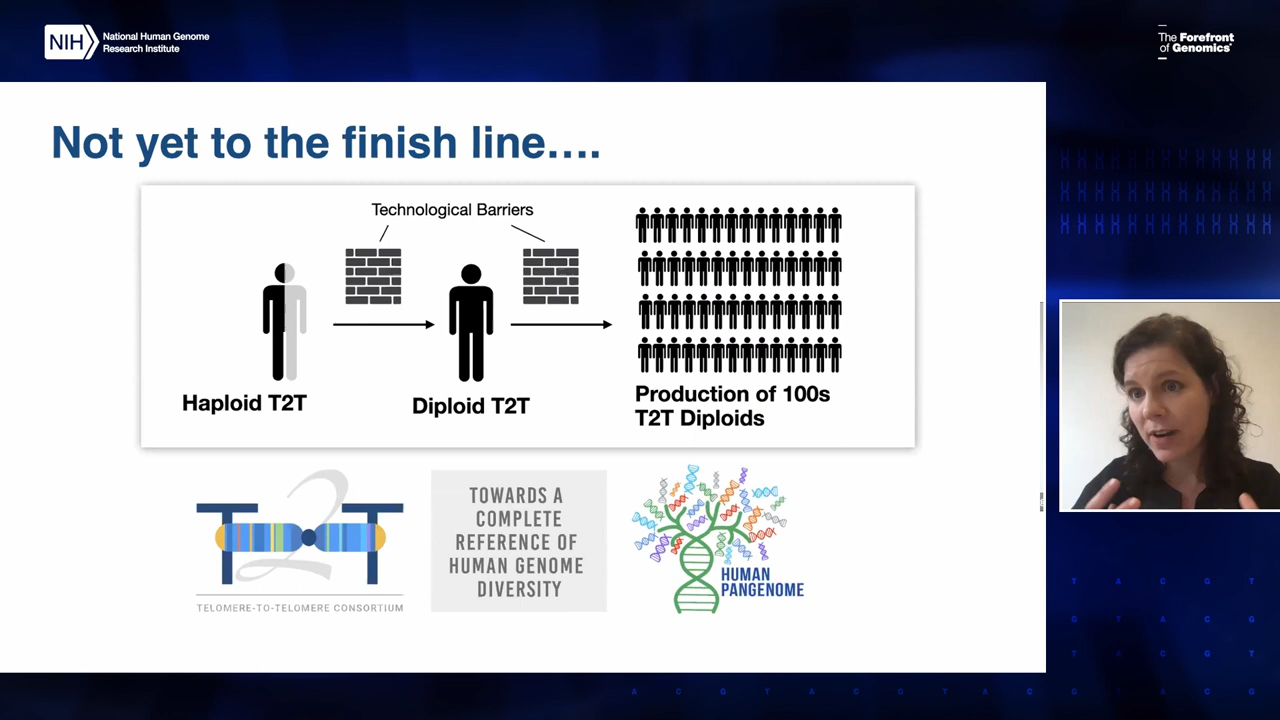 NIH
National Human Genome
Research Institute
The Forefront
of Genomics®
Not yet to the finish line....
Technological Barriers
Haploid T2T
Diploid T2T
Production of 100s
T2T Diploids
T2T
TELOMERE-TO-TELOMERE CONSORTIUM
TOWARDS A
COMPLETE
REFERENCE OF
HUMAN GENOME
DIVERSITY
HUMAN
PANGENOME
T A C G T
G T A C G
T A C G T
A C G T A C G T A C G T A C G